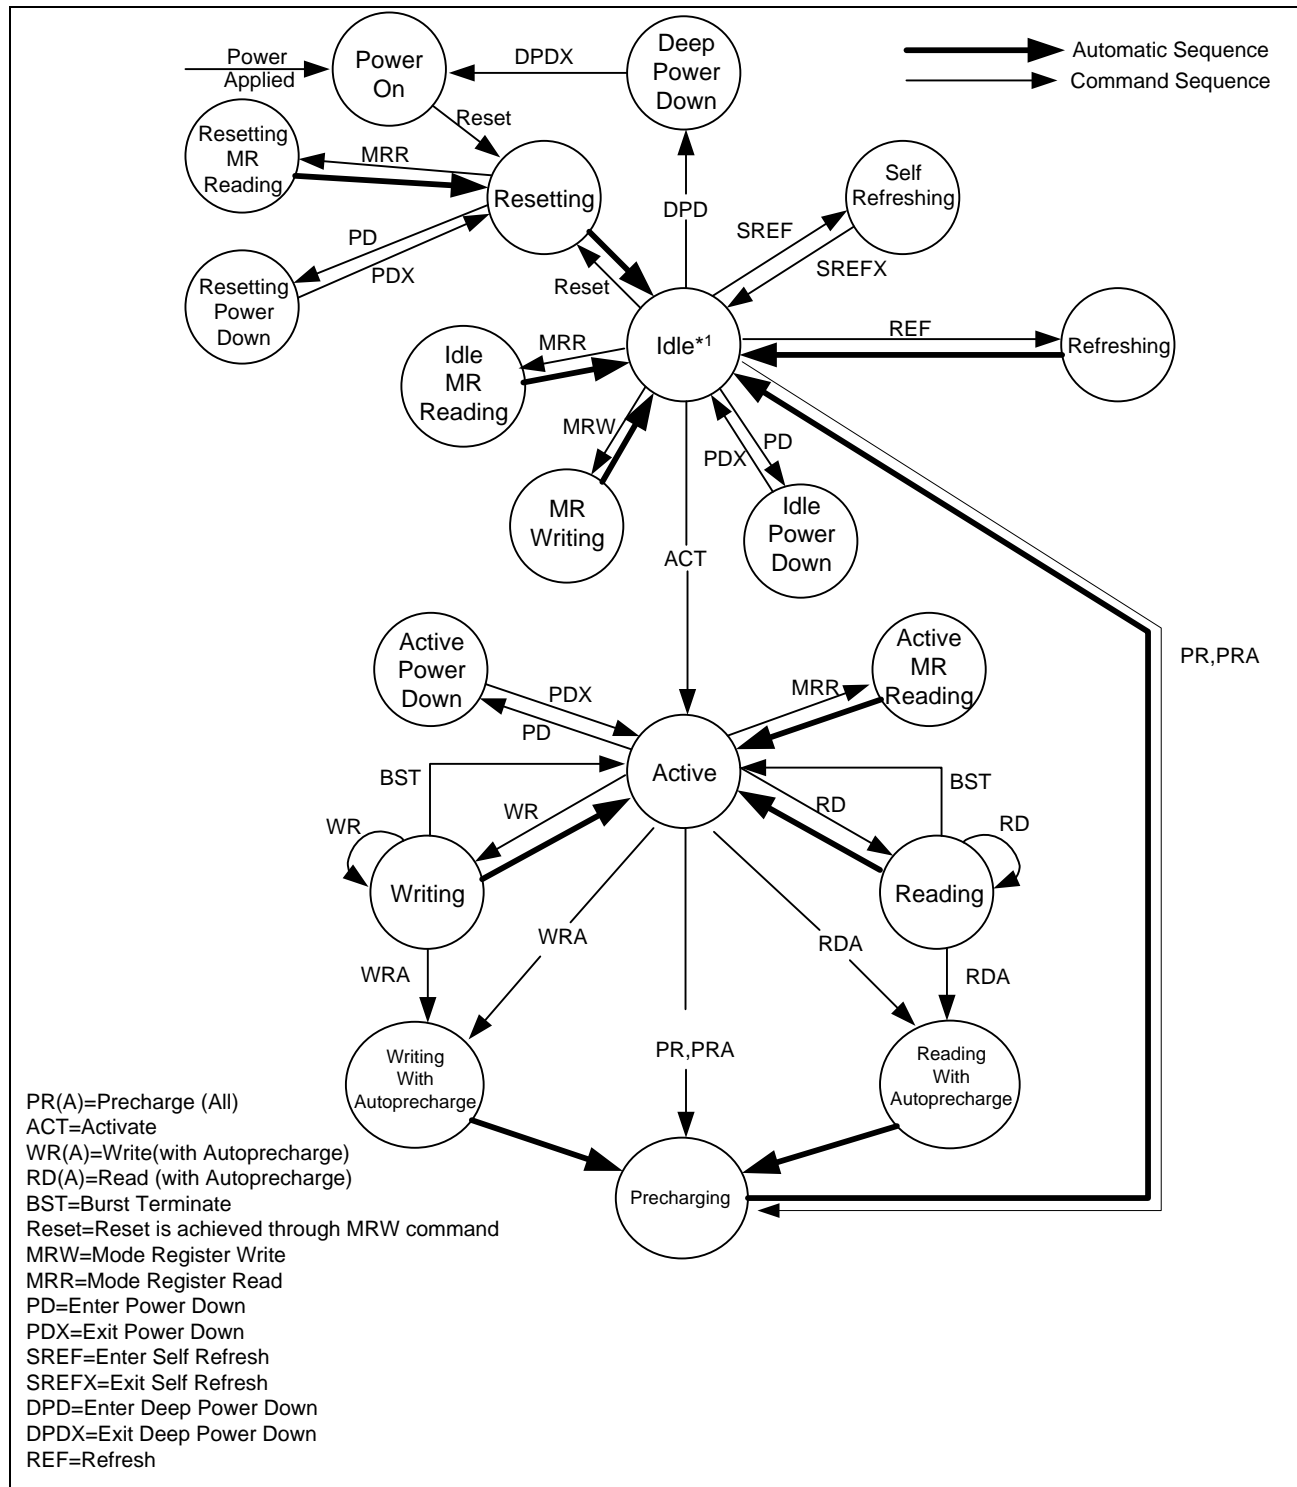 Power
Applied
Power
On
DPDX
Deep
Power
Down
Automatic Sequence
Command Sequence
Reset
Resetting
MR
Reading
MRR
Resetting
PD
PDX
Resetting
Power
Down
DPD
Self
Refreshing
SREF
SREFX
Reset
Idle*1
REF
Refreshing
MRR
Idle
MR
Reading
MRW
PD
PDX
MR
Writing
Idle
Power
Down
ACT
Active
Power
Down
PDX
PD
MRR
Active
MR
Reading
PR,PRA
Active
BST
BST
WR
WR
RD
RD
Writing
Reading
WRA
WRA
RDA
RDA
PR,PRA
Writing
With
Autoprecharge
Reading
With
Autoprecharge
Precharging
PR(A)=Precharge (All)
ACT=Activate
WR(A)=Write(with Autoprecharge)
RD(A)=Read (with Autoprecharge)
BST=Burst Terminate
Reset=Reset is achieved through MRW command
MRW=Mode Register Write
MRR=Mode Register Read
PD=Enter Power Down
PDX=Exit Power Down
SREF=Enter Self Refresh
SREFX=Exit Self Refresh
DPD=Enter Deep Power Down
DPDX=Exit Deep Power Down
REF=Refresh